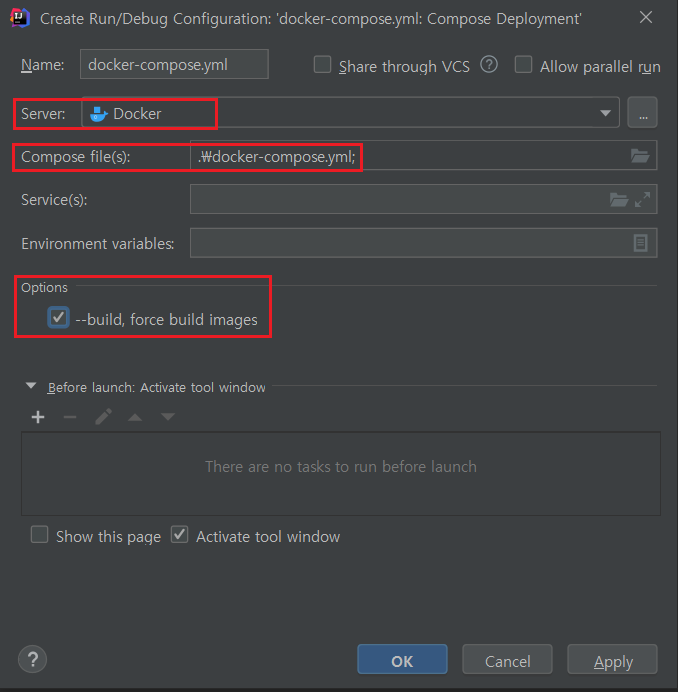 Create Run/Debug Configuration: 'docker-compose.yml: Compose Deployment'
Name: docker-compose.yml Share through VCS ? Allow parallel run
Server: Docker ...
Compose file(s): .₩docker-compose.yml;
Service(s):
Environment variables:
Options
--build, force build images
Before launch: Activate tool window
There are no tasks to run before launch
Show this page Activate tool window
? OK Cancel Apply